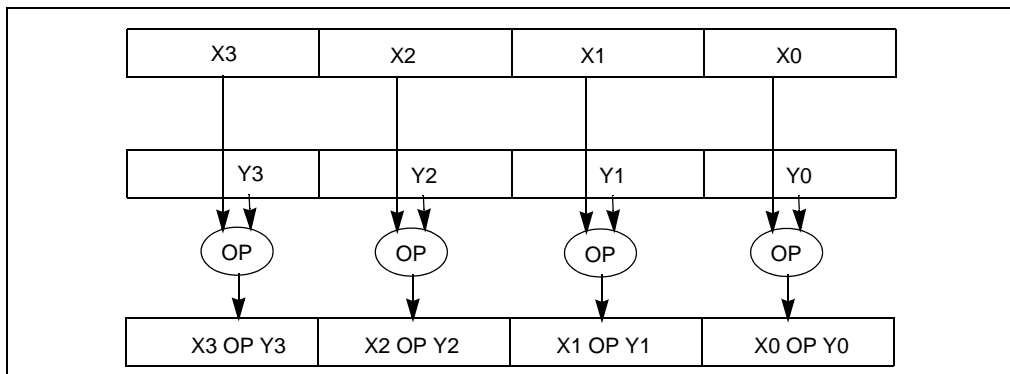 X3 X2 X1 X0
Y3 Y2 Y1 Y0
OP OP OP OP
X3 OP Y3 X2 OP Y2 X1 OP Y1 X0 OP Y0